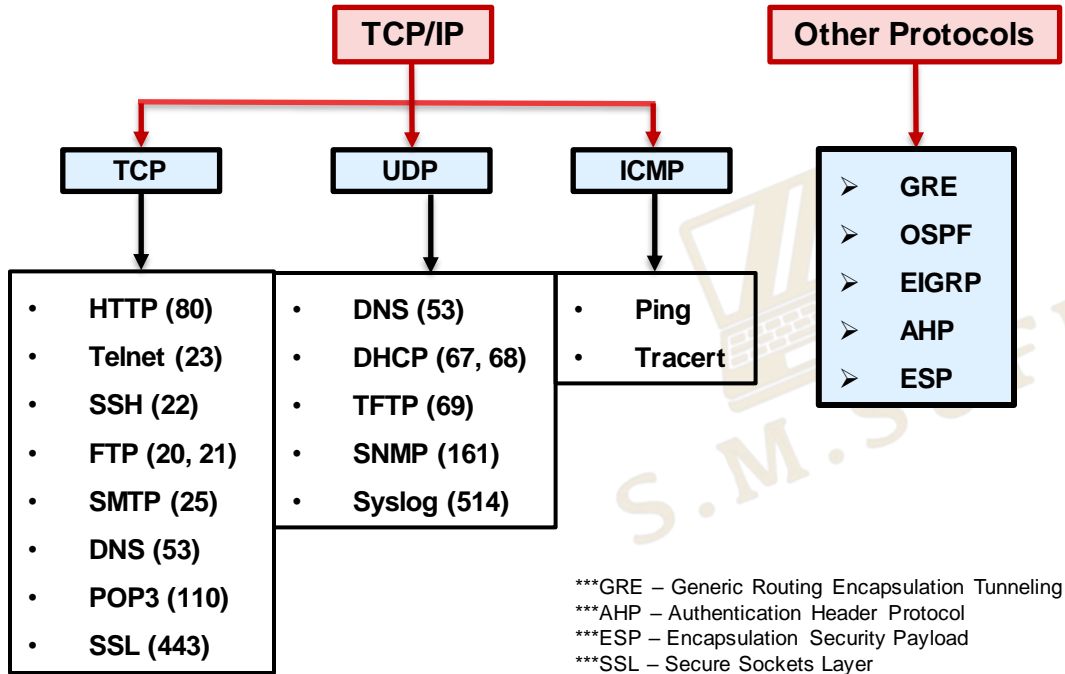 TCP/IP
Other Protocols
TCP
UDP
ICMP
• HTTP (80)
• Telnet (23)
• SSH (22)
• FTP (20, 21)
• SMTP (25)
• DNS (53)
• POP3 (110)
• SSL (443)
• DNS (53)
• DHCP (67, 68)
• TFTP (69)
• SNMP (161)
• Syslog (514)
• Ping
• Tracert
➢ GRE
➢ OSPF
➢ EIGRP
➢ AHP
➢ ESP
S.M.
***GRE – Generic Routing Encapsulation Tunneling
***AHP – Authentication Header Protocol
***ESP – Encapsulation Security Payload
***SSL – Secure Sockets Layer